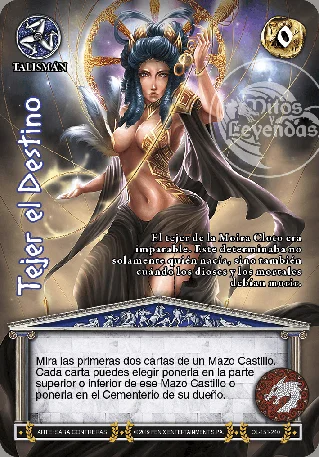 0
TALISMÁN
Mitos
y
Leyendas
Tejer el Destino
El tejer de la Moira Cloto era
imparable. Este determinaba no
solamente quién nacía, sino también
cuándo los dioses y los mortales
debían morir.
Mira las primeras dos cartas de un Mazo Castillo.
Cada carta puedes elegir ponerla en la parte
superior o inferior de ese Mazo Castillo o
ponerla en el Cementerio de su dueño.